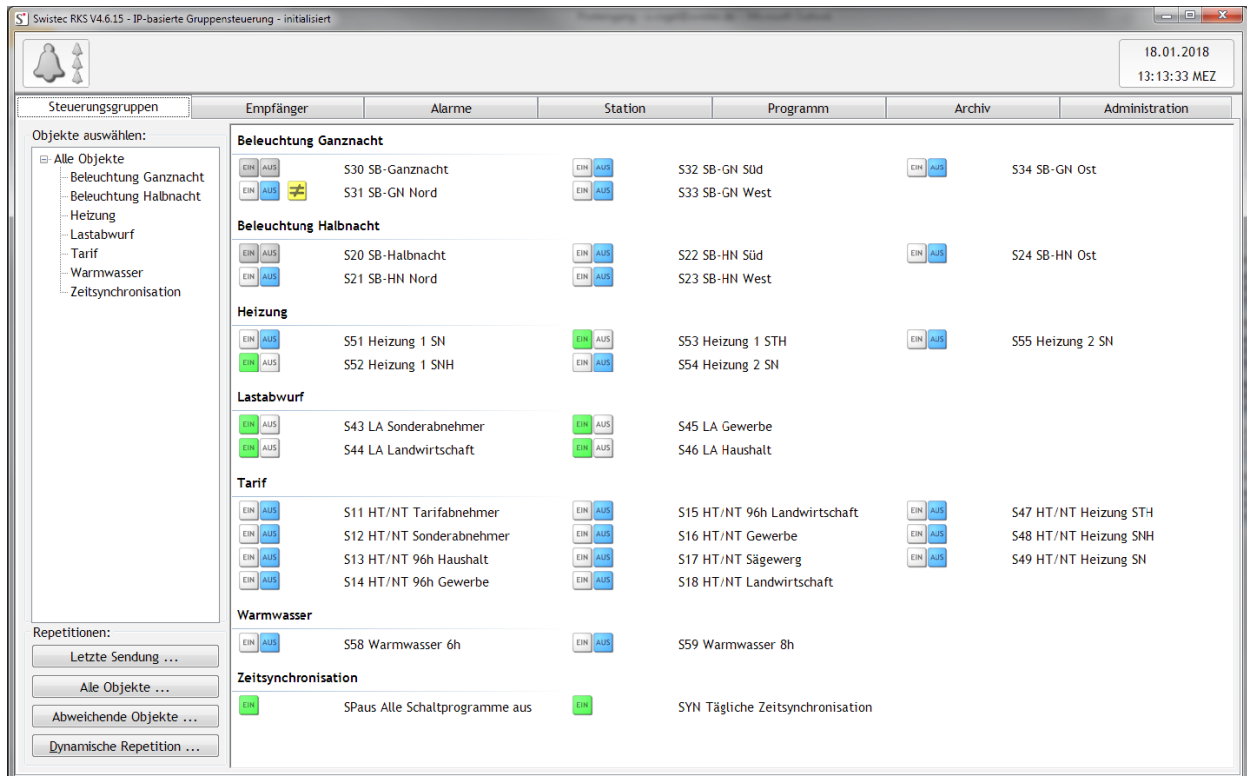 Swistec RKS V4.6.15 - IP-basierte Gruppensteuerung - initialisiert
18.01.2018
13:13:33 MEZ
Steuerungsgruppen Empfänger Alarme Station Programm Archiv Administration
Objekte auswählen:
Alle Objekte
Beleuchtung Ganznacht
Beleuchtung Halbnacht
Heizung
Lastabwurf
Tarif
Warmwasser
Zeitsynchronisation
Repetitionen:
Letzte Sendung ...
Alle Objekte ...
Abweichende Objekte ...
Dynamische Repetition ...
Beleuchtung Ganznacht
EIN AUS S30 SB-Ganznacht EIN AUS S32 SB-GN Süd EIN AUS S34 SB-GN Ost
EIN AUS ≠ S31 SB-GN Nord EIN AUS S33 SB-GN West
Beleuchtung Halbnacht
EIN AUS S20 SB-Halbnacht EIN AUS S22 SB-HN Süd EIN AUS S24 SB-HN Ost
EIN AUS S21 SB-HN Nord EIN AUS S23 SB-HN West
Heizung
EIN AUS S51 Heizung 1 SN EIN AUS S53 Heizung 1 STH EIN AUS S55 Heizung 2 SN
EIN AUS S52 Heizung 1 SNH EIN AUS S54 Heizung 2 SN
Lastabwurf
EIN AUS S43 LA Sonderabnehmer EIN AUS S45 LA Gewerbe
EIN AUS S44 LA Landwirtschaft EIN AUS S46 LA Haushalt
Tarif
EIN AUS S11 HT/NT Tarifabnehmer EIN AUS S15 HT/NT 96h Landwirtschaft EIN AUS S47 HT/NT Heizung STH
EIN AUS S12 HT/NT Sonderabnehmer EIN AUS S16 HT/NT Gewerbe EIN AUS S48 HT/NT Heizung SNH
EIN AUS S13 HT/NT 96h Haushalt EIN AUS S17 HT/NT Sägewerg EIN AUS S49 HT/NT Heizung SN
EIN AUS S14 HT/NT 96h Gewerbe EIN AUS S18 HT/NT Landwirtschaft
Warmwasser
EIN AUS S58 Warmwasser 6h EIN AUS S59 Warmwasser 8h
Zeitsynchronisation
EIN SPaus Alle Schaltprogramme aus EIN SYN Tägliche Zeitsynchronisation